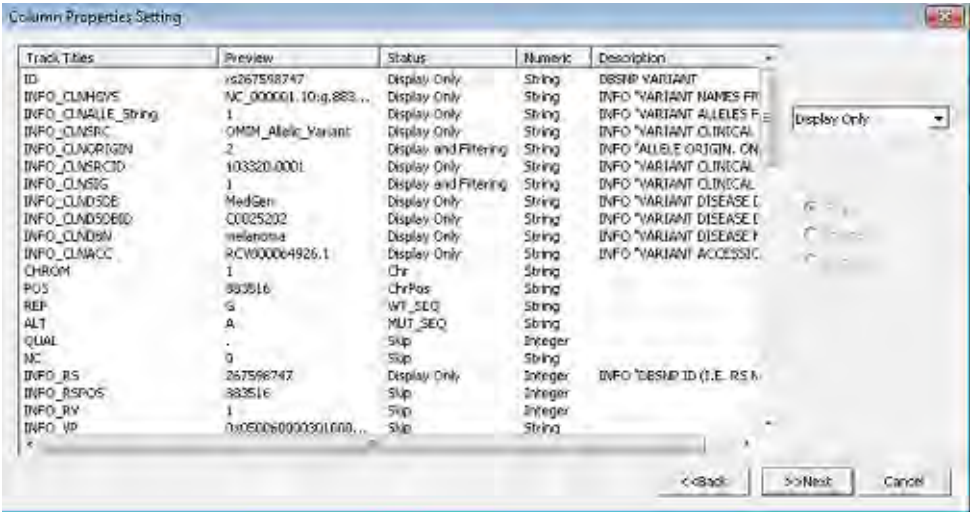 Column Properties Setting
Track Titles Preview Status Numeric Description
ID rs267598747 Display Only String DBSNP VARIANT
INFO_CLNHGVS NC_000001.10:g.883... Display Only String INFO "VARIANT NAMES FR
INFO_CLNALLE_String 1 Display Only String INFO "VARIANT ALLELES F
INFO_CLNSRC OMIM_Allelic_Variant Display Only String INFO "VARIANT CLINICAL
INFO_CLNORIGIN 2 Display and Filtering String INFO "ALLELE ORIGIN. ON
INFO_CLNSRCID 103320.0001 Display Only String INFO "VARIANT CLINICAL
INFO_CLNSIG 1 Display and Filtering String INFO "VARIANT CLINICAL
INFO_CLNDSDB MedGen Display Only String INFO "VARIANT DISEASE D
INFO_CLNDSDBID C0025202 Display Only String INFO "VARIANT DISEASE D
INFO_CLNDBN melanoma Display Only String INFO "VARIANT DISEASE N
INFO_CLNACC RCV000064926.1 Display Only String INFO "VARIANT ACCESSIC
CHROM 1 Chr String
POS 883516 ChrPos String
REF G WT_SEQ String
ALT A MUT_SEQ String
QUAL . Skip Integer
NC 0 Skip String
INFO_RS 267598747 Display Only Integer INFO "DBSNP ID (I.E. RS N
INFO_RSPOS 883516 Skip Integer
INFO_RV 1 Skip Integer
INFO_VP 0x050060000301000... Skip String
Display Only
<<Back >>Next Cancel